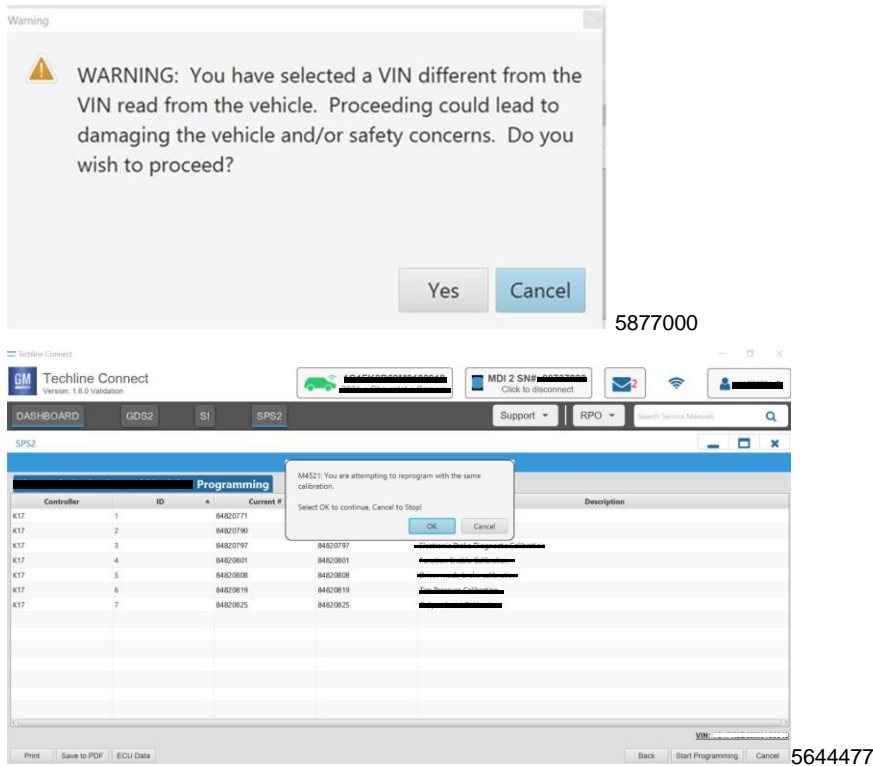 Warning
WARNING: You have selected a VIN different from the
VIN read from the vehicle. Proceeding could lead to
damaging the vehicle and/or safety concerns. Do you
wish to proceed?
Yes Cancel
5877000
Techline Connect
GM Techline Connect
Version: 1.6.0 Validation
MDI 2 SN#:
Click to disconnect
2
DASHBOARD GDS2 SI SPS2 Support RPO Search Service Manuals
SPS2
Programming
M4521: You are attempting to reprogram with the same
calibration.
Select OK to continue, Cancel to Stop!
OK Cancel
Controller ID Current # Description
K17 1 84820771
K17 2 84820790
K17 3 84820797 84820797
K17 4 84820801 84820801
K17 5 84820808 84820808
K17 6 84820819 84820819
K17 7 84820825 84820825
VIN:
Print Save to PDF ECU Data Back Start Programming Cancel
5644477